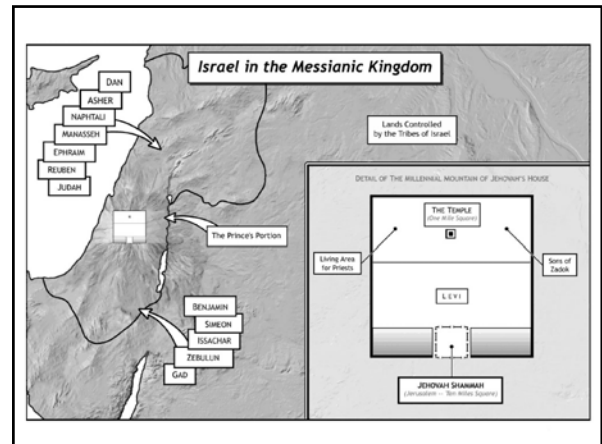 Israel in the Messianic Kingdom
DAN
ASHER
NAPHTALI
MANASSEH
EPHRAIM
REUBEN
JUDAH
Lands Controlled
by the Tribes of Israel
The Prince's Portion
BENJAMIN
SIMEON
ISSACHAR
ZEBULUN
GAD
DETAIL OF THE MILLENNIAL MOUNTAIN OF JEHOVAH'S HOUSE
THE TEMPLE
(One Mile Square)
Living Area
for Priests
Sons of
Zadok
LEVI
JEHOVAH SHAMMAH
(Jerusalem -- Ten Miles Square)